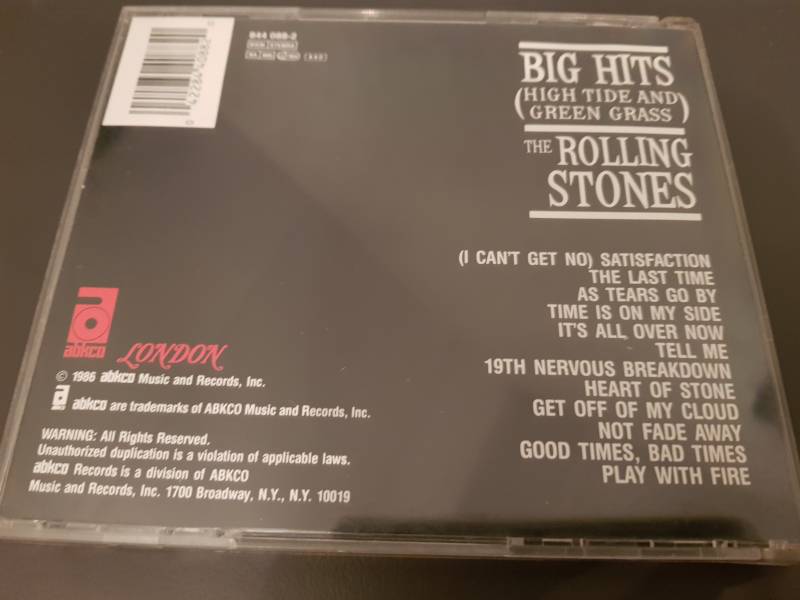 844 088-2
0 42284 40882 0
BIG HITS
(HIGH TIDE AND
GREEN GRASS)
THE ROLLING
STONES
(I CAN'T GET NO) SATISFACTION
THE LAST TIME
AS TEARS GO BY
TIME IS ON MY SIDE
IT'S ALL OVER NOW
TELL ME
19TH NERVOUS BREAKDOWN
HEART OF STONE
GET OFF OF MY CLOUD
NOT FADE AWAY
GOOD TIMES, BAD TIMES
PLAY WITH FIRE
abkco LONDON
© 1986 abkco Music and Records, Inc.
abkco are trademarks of ABKCO Music and Records, Inc.
WARNING: All Rights Reserved.
Unauthorized duplication is a violation of applicable laws.
abkco Records is a division of ABKCO
Music and Records, Inc. 1700 Broadway, N.Y., N.Y. 10019